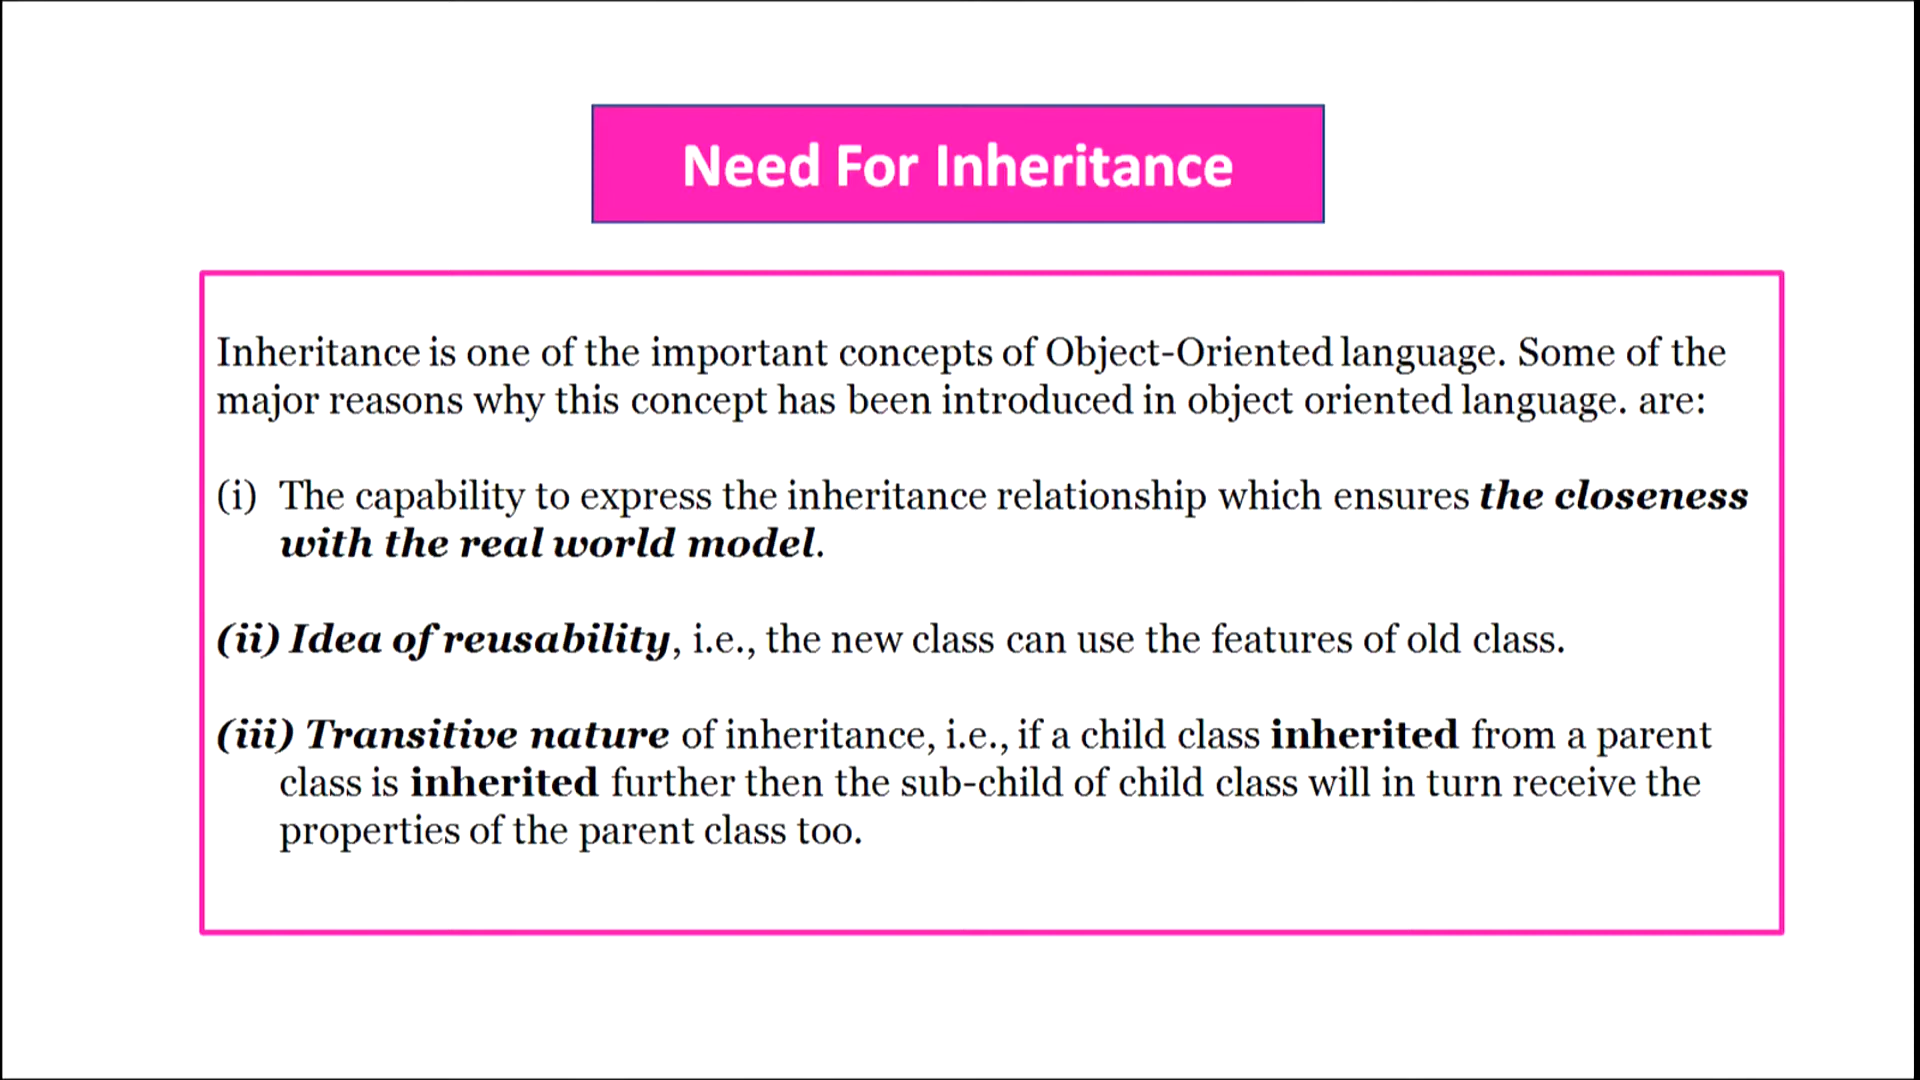 Need For Inheritance
Inheritance is one of the important concepts of Object-Oriented language. Some of the
major reasons why this concept has been introduced in object oriented language. are:
(i) The capability to express the inheritance relationship which ensures the closeness
with the real world model.
(ii) Idea of reusability, i.e., the new class can use the features of old class.
(iii) Transitive nature of inheritance, i.e., if a child class inherited from a parent
class is inherited further then the sub-child of child class will in turn receive the
properties of the parent class too.